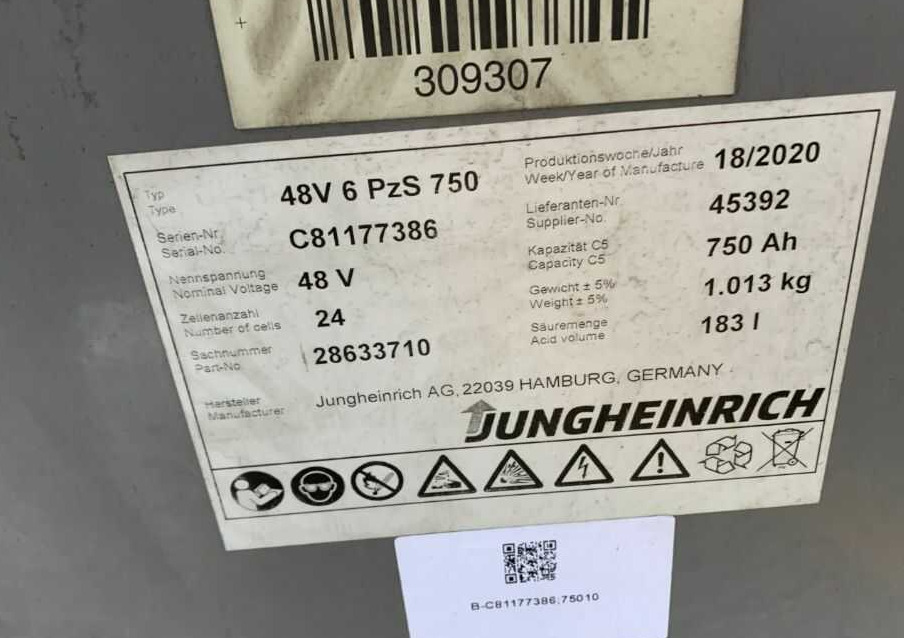 309307
Typ
Type
48V 6 PzS 750
Produktionswoche/Jahr
Week/Year of Manufacture
18/2020
Serien-Nr.
Serial-No.
C81177386
Lieferanten-Nr.
Supplier-No.
45392
Nennspannung
Nominal Voltage
48 V
Kapazität C5
Capacity C5
750 Ah
Zellenanzahl
Number of cells
24
Gewicht ± 5%
Weight ± 5%
1.013 kg
Sachnummer
Part-No.
28633710
Säuremenge
Acid volume
183 l
Hersteller
Manufacturer
Jungheinrich AG, 22039 HAMBURG, GERMANY
JUNGHEINRICH
B-C81177386;75010